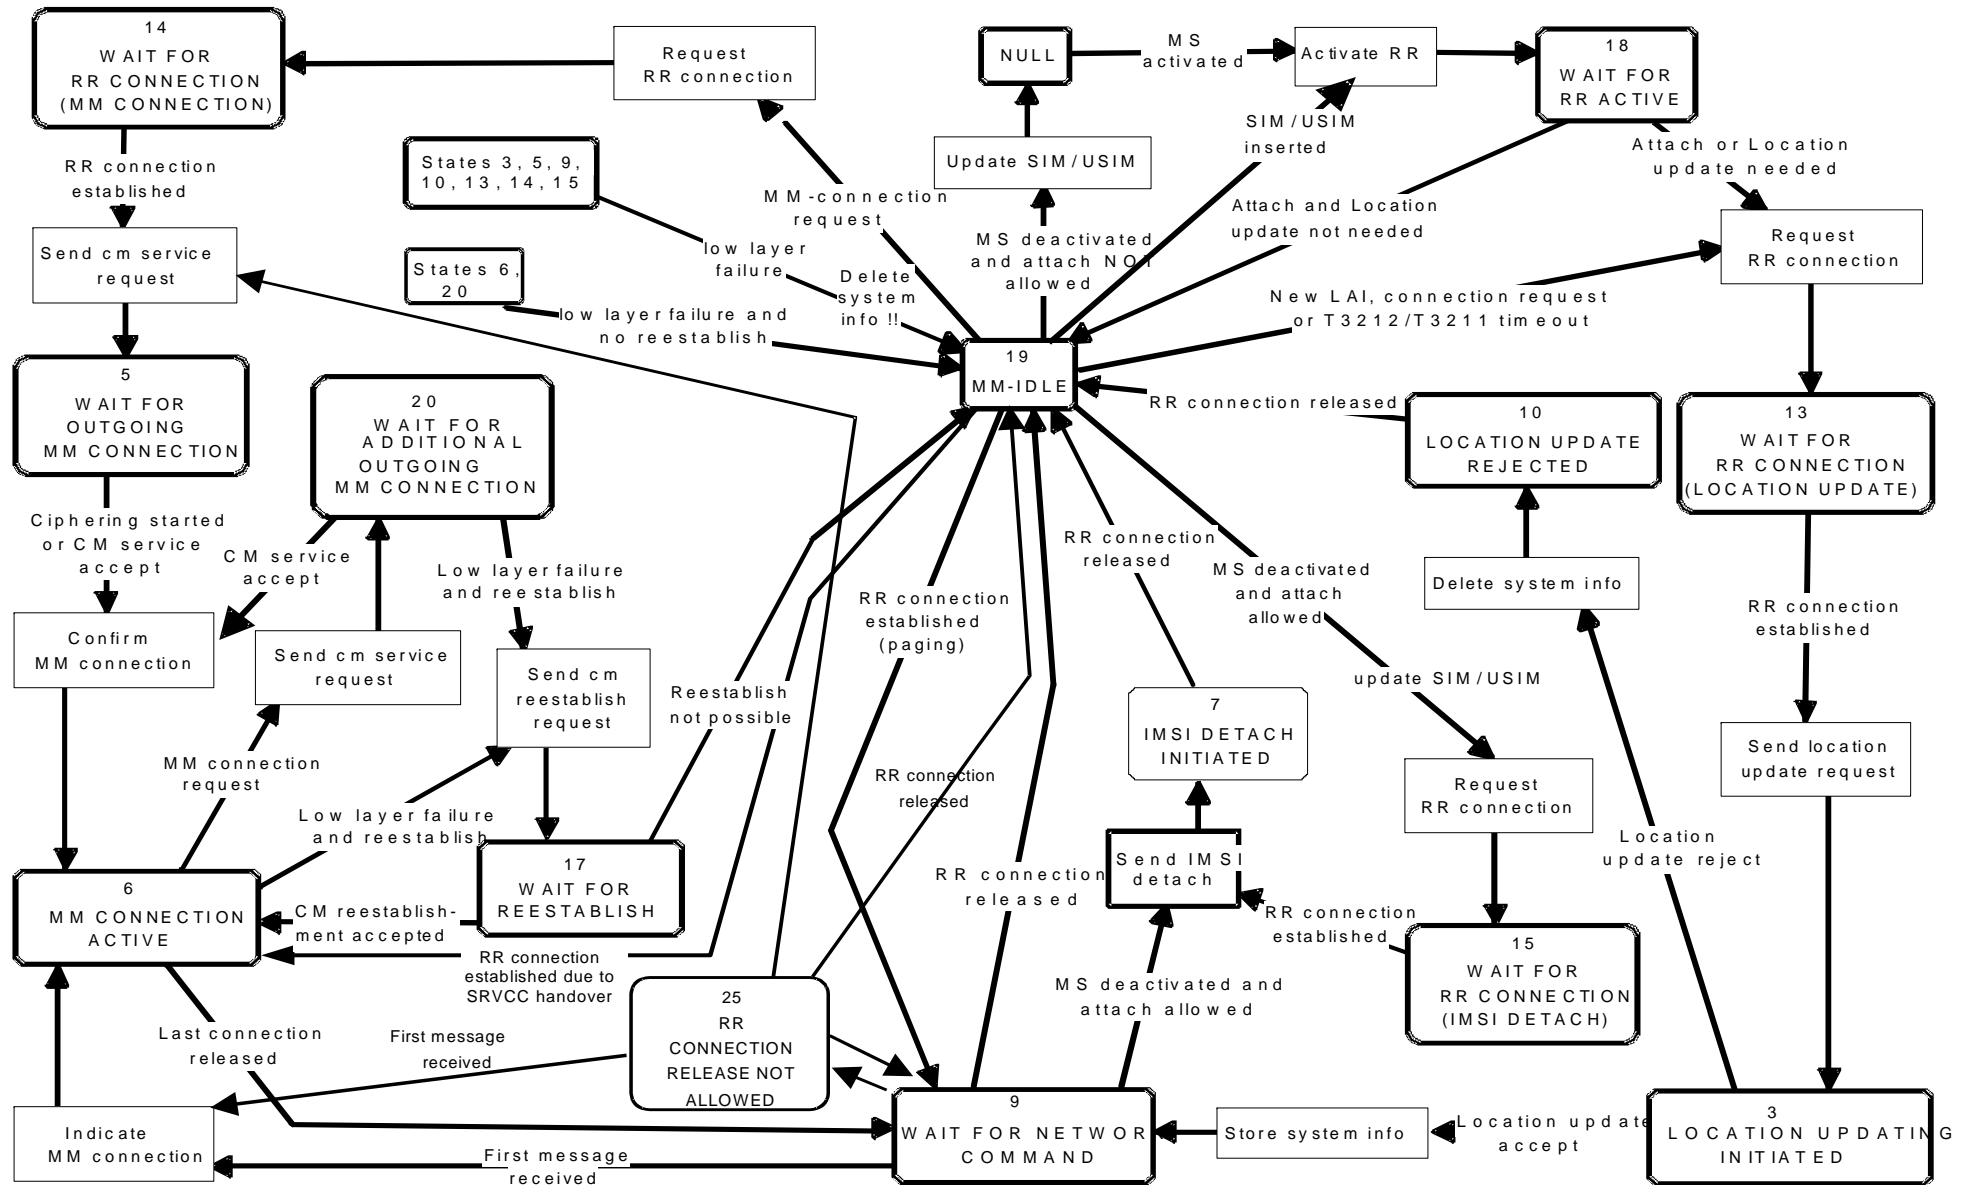 14
WAIT FOR
RR CONNECTION
(MM CONNECTION)
Request
RR connection
NULL
MS
activated
Activate RR
18
WAIT FOR
RR ACTIVE
RR connection
established
States 3, 5, 9,
10, 13, 14, 15
Update SIM/USIM
SIM/USIM
inserted
Attach or Location
update needed
MM-connection
request
Attach and Location
update not needed
Send cm service
request
low layer
failure
MS deactivated
and attach NOT
allowed
Request
RR connection
States 6,
20
Delete
system
info !!
low layer failure and
no reestablish
New LAI, connection request
or T3212/T3211 timeout
19
MM-IDLE
5
WAIT FOR
OUTGOING
MM CONNECTION
20
WAIT FOR
ADDITIONAL
OUTGOING
MM CONNECTION
RR connection released
10
LOCATION UPDATE
REJECTED
13
WAIT FOR
RR CONNECTION
(LOCATION UPDATE)
Ciphering started
or CM service
accept
CM service
accept
Low layer failure
and reestablish
RR connection
released
MS deactivated
and attach
allowed
Delete system info
RR connection
established
(paging)
RR connection
established
Confirm
MM connection
Send cm service
request
Send cm
reestablish
request
Reestablish
not possible
update SIM/USIM
7
IMSI DETACH
INITIATED
MM connection
request
RR connection
released
Request
RR connection
Send location
update request
Low layer failure
and reestablish
Location
update reject
6
MM CONNECTION
ACTIVE
17
WAIT FOR
REESTABLISH
RR connection
released
Send IMSI
detach
CM reestablish-
ment accepted
RR connection
established
RR connection
established due to
SRVCC handover
15
WAIT FOR
RR CONNECTION
(IMSI DETACH)
MS deactivated and
attach allowed
25
RR
CONNECTION
RELEASE NOT
ALLOWED
Last connection
released
First message
received
Indicate
MM connection
First message
received
9
WAIT FOR NETWOR
COMMAND
Store system info
Location update
accept
3
LOCATION UPDATING
INITIATED